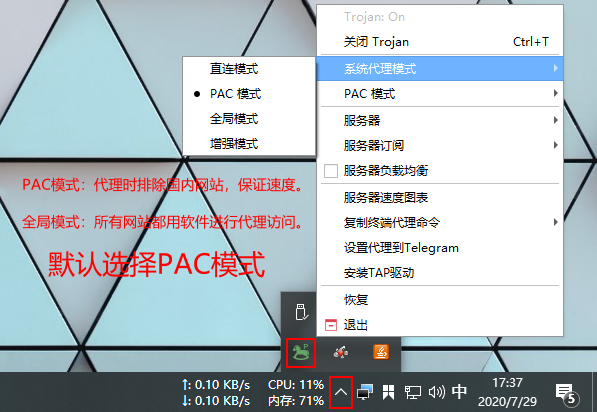 Trojan: On
关闭 Trojan Ctrl+T
系统代理模式
PAC 模式
服务器
服务器订阅
服务器负载均衡
服务器速度图表
复制终端代理命令
设置代理到Telegram
安装TAP驱动
恢复
退出
直连模式
PAC 模式
全局模式
增强模式
PAC模式：代理时排除国内网站，保证速度。
全局模式：所有网站都用软件进行代理访问。
默认选择PAC模式
P
↑: 0.10 KB/s CPU: 11%
↓: 0.10 KB/s 内存: 71%
中
17:37
2020/7/29
5